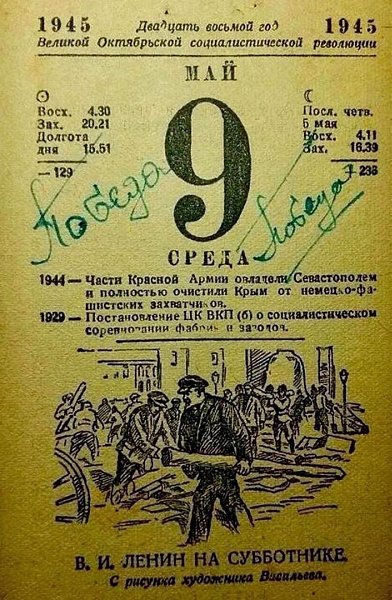 1945 Двадцать восьмой год 1945
Великой Октябрьской социалистической революции
МАЙ
Восх. 4.30
Зах. 20.21
Долгота
дня 15.51
—129
9
Посл. четв.
5 мая
Восх. 4.11
Зах. 16.39
+ 236
Победа
Победа
СРЕДА
1944 — Части Красной Армии овладели Севастополем
и полностью очистили Крым от немецко-фа-
шистских захватчиков.
1929 — Постановление ЦК ВКП (б) о социалистическом
соревновании фабрик и заводов.
В. И. ЛЕНИН НА СУББОТНИКЕ.
С рисунка художника Васильева.